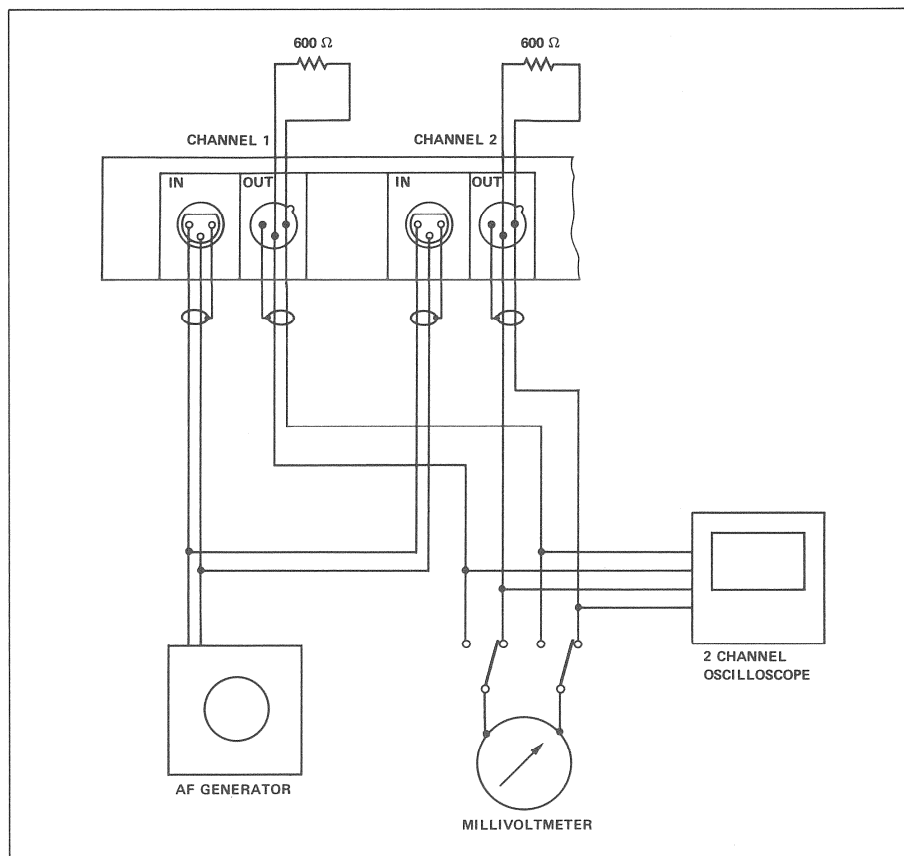 600 Ω
600 Ω
CHANNEL 1
CHANNEL 2
IN
OUT
IN
OUT
2 CHANNEL
OSCILLOSCOPE
AF GENERATOR
MILLIVOLTMETER